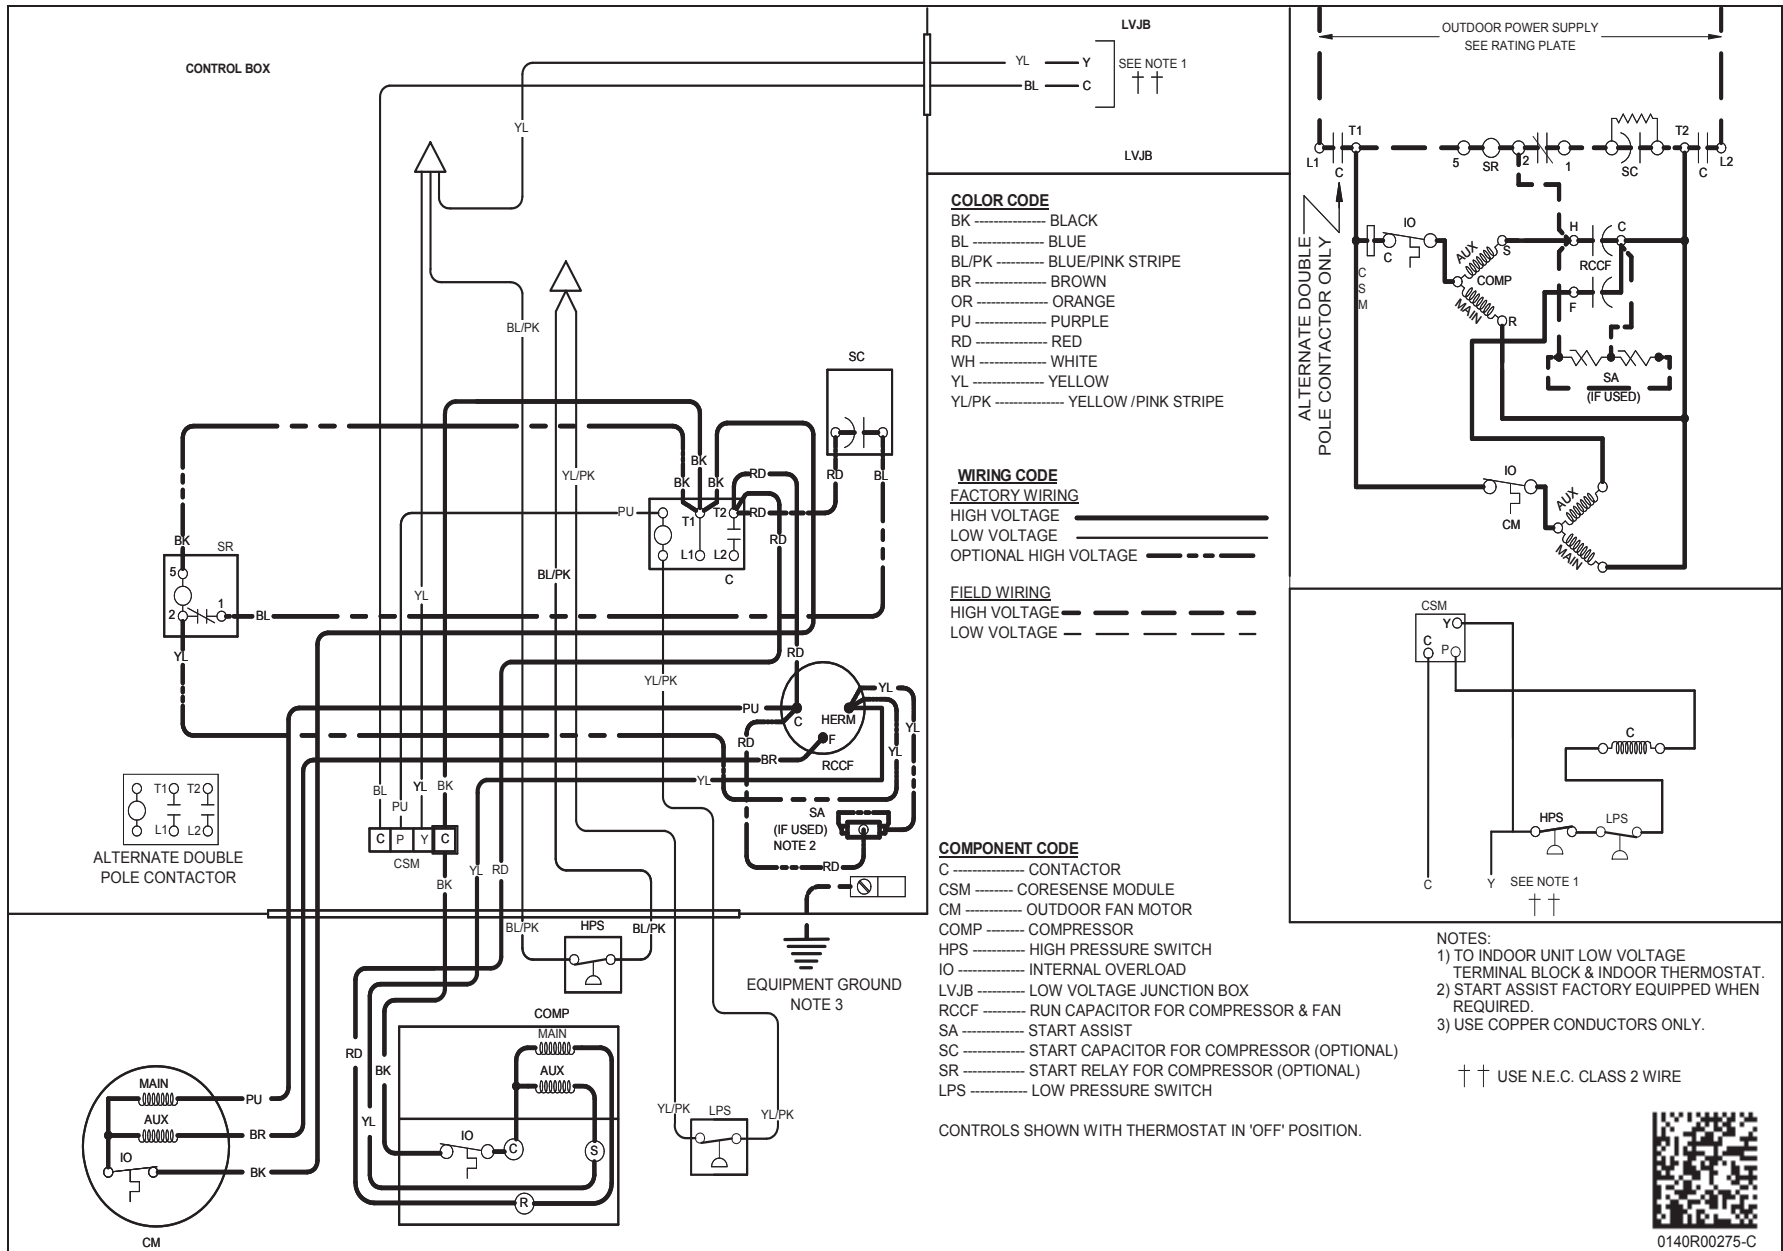 CONTROL BOX
LVJB
YL Y
BL C
SEE NOTE 1
† †
LVJB
YL
BL/PK
YL/PK
SC
RD BL
BK
BK BK
RD
RD
RD
PU
T1 T2
L1 L2
C
BK
SR
5
2 1
BL
YL
BL/PK
YL
YL/PK
RD
PU
C
HERM
F
RCCF
YL
YL
YL
RD
BR
YL
BL
PU
YL
BK
C P Y C
CSM
BK
YL RD
SA
(IF USED)
NOTE 2
RD
T1 T2
L1 L2
ALTERNATE DOUBLE
POLE CONTACTOR
BL/PK
HPS
BL/PK
EQUIPMENT GROUND
NOTE 3
COMP
MAIN
AUX
IO
C
S
R
RD
BK
YL
YL/PK
LPS
YL/PK
MAIN
AUX
IO
PU
BR
BK
CM
COLOR CODE
BK --------------- BLACK
BL --------------- BLUE
BL/PK ---------- BLUE/PINK STRIPE
BR --------------- BROWN
OR --------------- ORANGE
PU --------------- PURPLE
RD --------------- RED
WH -------------- WHITE
YL --------------- YELLOW
YL/PK --------------- YELLOW /PINK STRIPE
WIRING CODE
FACTORY WIRING
HIGH VOLTAGE
LOW VOLTAGE
OPTIONAL HIGH VOLTAGE
FIELD WIRING
HIGH VOLTAGE
LOW VOLTAGE
COMPONENT CODE
C --------------- CONTACTOR
CSM -------- CORESENSE MODULE
CM ------------ OUTDOOR FAN MOTOR
COMP -------- COMPRESSOR
HPS ----------- HIGH PRESSURE SWITCH
IO -------------- INTERNAL OVERLOAD
LVJB ---------- LOW VOLTAGE JUNCTION BOX
RCCF --------- RUN CAPACITOR FOR COMPRESSOR & FAN
SA ------------- START ASSIST
SC ------------- START CAPACITOR FOR COMPRESSOR (OPTIONAL)
SR ------------- START RELAY FOR COMPRESSOR (OPTIONAL)
LPS ------------ LOW PRESSURE SWITCH
CONTROLS SHOWN WITH THERMOSTAT IN 'OFF' POSITION.
OUTDOOR POWER SUPPLY
SEE RATING PLATE
L1 C T1 5 SR 2 1 SC T2 C L2
ALTERNATE DOUBLE
POLE CONTACTOR ONLY
CSM
C
IO
AUX
S
COMP
MAIN
R
H C
RCCF
F
SA
(IF USED)
IO
CM
AUX
MAIN
CSM
Y
C
P
C
HPS LPS
C Y SEE NOTE 1
† †
NOTES:
1) TO INDOOR UNIT LOW VOLTAGE
TERMINAL BLOCK & INDOOR THERMOSTAT.
2) START ASSIST FACTORY EQUIPPED WHEN
REQUIRED.
3) USE COPPER CONDUCTORS ONLY.
† † USE N.E.C. CLASS 2 WIRE
0140R00275-C